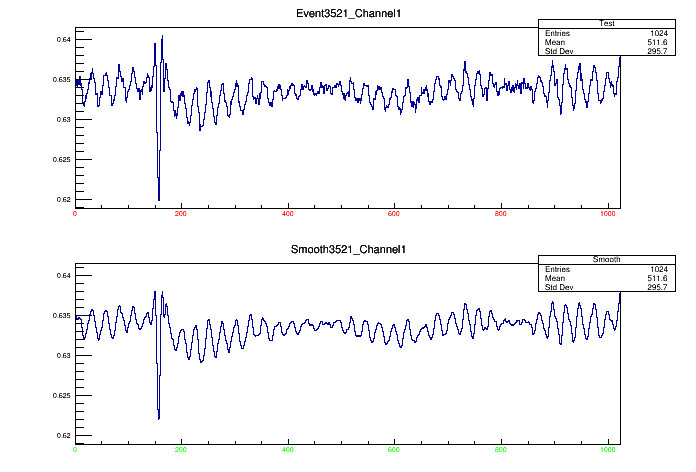 Event3521_Channel1
Test
Entries 1024
Mean 511.6
Std Dev 295.7
0.64
0.635
0.63
0.625
0.62
0 200 400 600 800 1000
Smooth3521_Channel1
Smooth
Entries 1024
Mean 511.6
Std Dev 295.7
0.64
0.635
0.63
0.625
0.62
0 200 400 600 800 1000